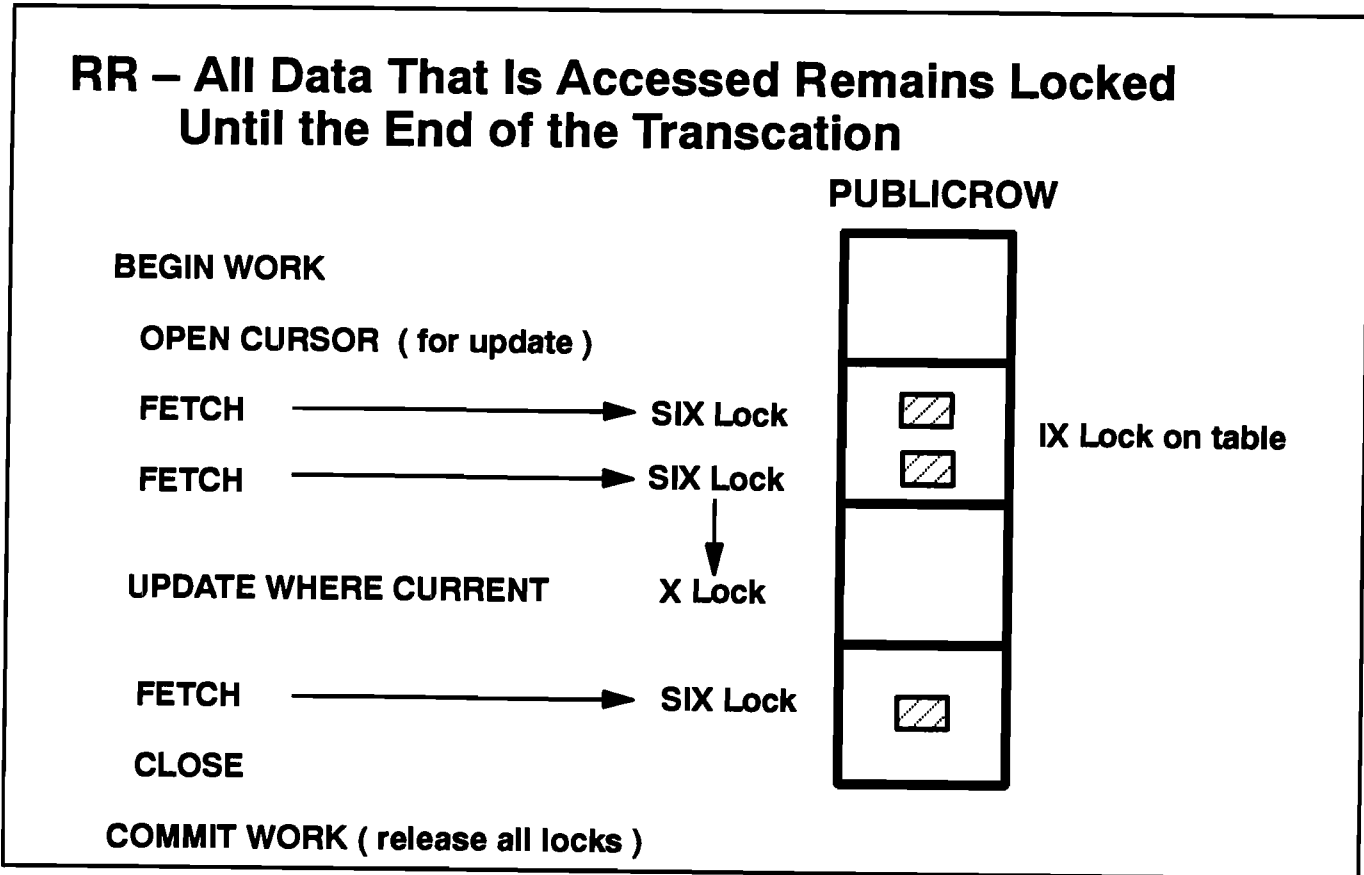 RR – All Data That Is Accessed Remains Locked
Until the End of the Transcation
PUBLICROW
BEGIN WORK
OPEN CURSOR ( for update )
FETCH SIX Lock
IX Lock on table
FETCH SIX Lock
UPDATE WHERE CURRENT X Lock
FETCH SIX Lock
CLOSE
COMMIT WORK ( release all locks )